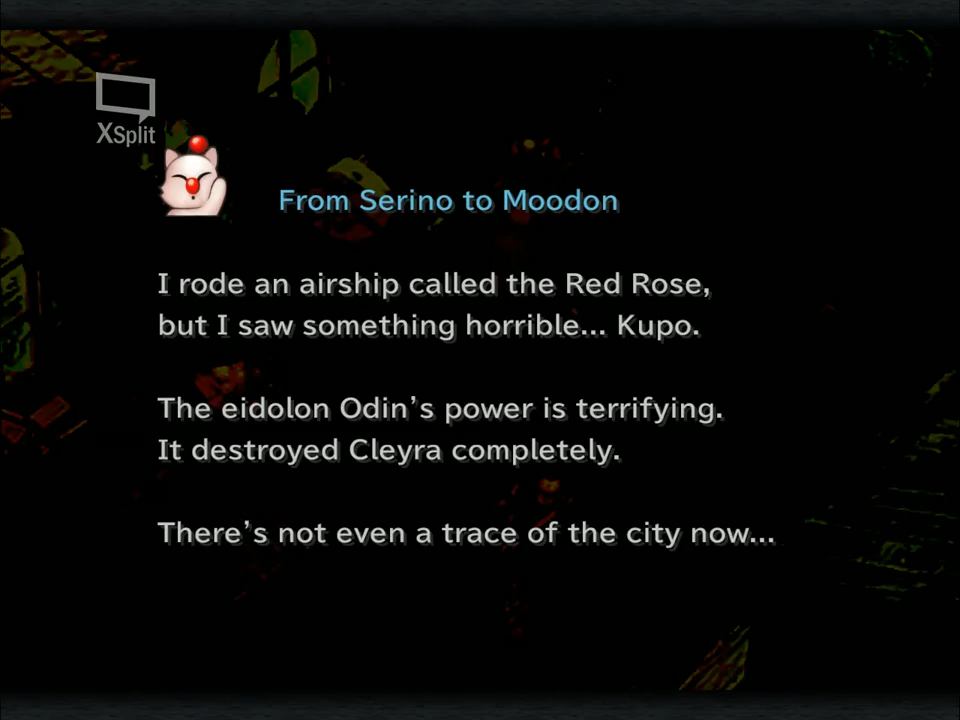 XSplit
From Serino to Moodon
I rode an airship called the Red Rose,
but I saw something horrible... Kupo.
The eidolon Odin's power is terrifying.
It destroyed Cleyra completely.
There's not even a trace of the city now...